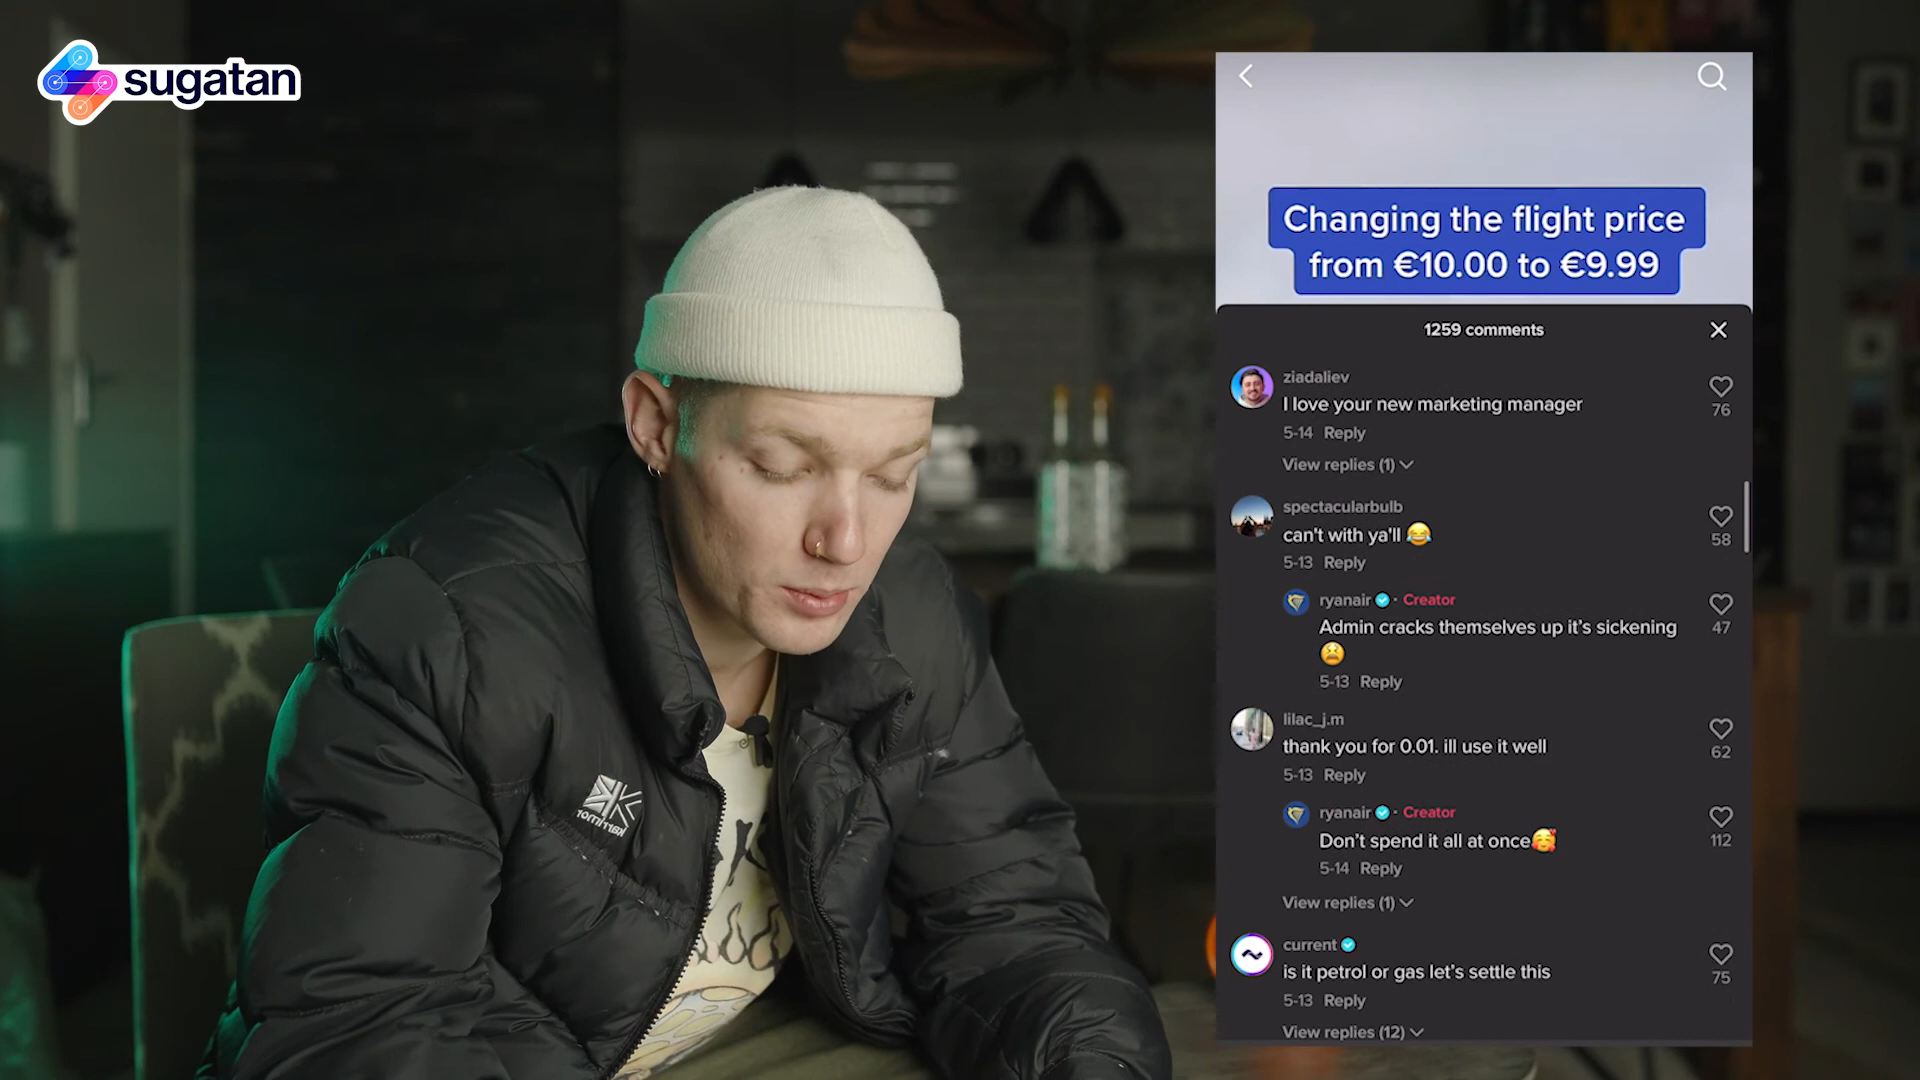 sugatan
Changing the flight price
from €10.00 to €9.99
1259 comments
ziadaliev
I love your new marketing manager
76
5-14 Reply
View replies (1)
spectacularbulb
can't with ya'll 😂
58
5-13 Reply
ryanair · Creator
Admin cracks themselves up it's sickening
😫
47
5-13 Reply
lilac_j.m
thank you for 0.01. ill use it well
62
5-13 Reply
ryanair · Creator
Don't spend it all at once🥰
112
5-14 Reply
View replies (1)
current
is it petrol or gas let's settle this
75
5-13 Reply
View replies (12)
karrimor